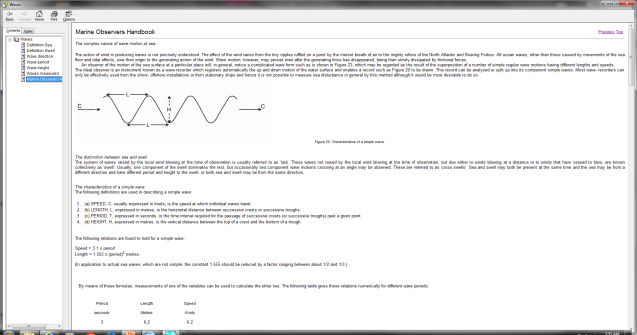 Waves
Back Forward Home Print Options
Contents Index
Waves
Definition Sea
Definition Swell
Wave direction
Wave period
Wave height
Waves measured
Marine Observers H
Marine Observers Handbook
Previous Top
The complex nature of wave motion at sea
The action of wind in producing waves is not precisely understood. The effect of the wind varies from the tiny ripples ruffled on a pond by the merest breath of air to the mighty rollers of the North Atlantic and Roaring Forties. All ocean waves, other than those caused by movements of the sea
floor and tidal effects, owe their origin to the generating action of the wind. Wave motion, however, may persist even after the generating force has disappeared, being then slowly dissipated by frictional forces.
An observer of the motion of the sea surface at a particular place will, in general, notice a complicated wave form such as is shown in Figure 23, which may be regarded as the result of the superposition of a number of simple regular wave motions having different lengths and speeds.
The ideal observer is an instrument known as a wave-recorder which registers automatically the up and down motion of the water surface and enables a record such as Figure 29 to be drawn. This record can be analysed or split up into its component simple waves. Most wave-recorders can
only be effectively used from the shore, offshore installations or from stationary ships and hence it is not possible to measure sea disturbance in general by this method although it would be most desirable to do so.
L
C
H
C
L
Figure 20. Characteristics of a simple wave.
The distinction between sea and swell
The system of waves raised by the local wind blowing at the time of observation is usually referred to as 'sea'. Those waves not raised by the local wind blowing at the time of observation, but due either to winds blowing at a distance or to winds that have ceased to blow, are known
collectively as 'swell'. Usually, one component of the swell dominates the rest, but occasionally two component wave motions crossing at an angle may be observed. These are referred to as 'cross swells'. Sea and swell may both be present at the same time and the sea may be from a
different direction and have different period and height to the swell, or both sea and swell may be from the same direction.
The characteristics of a simple wave
The following definitions are used in describing a simple wave:
1. (a) SPEED, C, usually expressed in knots, is the speed at which individual waves travel.
2. (b) LENGTH, L, expressed in metres, is the horizontal distance between successive crests or successive troughs.
3. (c) PERIOD, T, expressed in seconds, is the time interval required for the passage of successive crests (or successive troughs) past a given point.
4. (d) HEIGHT, H, expressed in metres, is the vertical distance between the top of a crest and the bottom of a trough.
The following relations are found to hold for a simple wave:
Speed = 3.1 x period
Length = 1.555 x (period)² metres.
(In application to actual sea waves, which are not simple, the constant 1.555 should be reduced by a factor ranging between about 1/2 and 1/3.)
By means of these formulae, measurements of one of the variables can be used to calculate the other two. The following table gives these relations numerically for different wave periods:
Period Length Speed
seconds Metre Knots
2 6.2 6.2